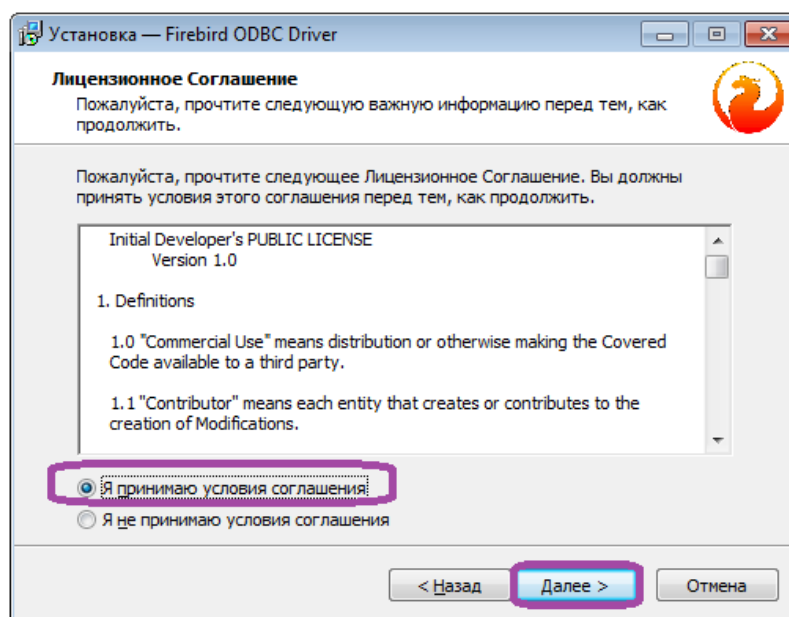 Установка — Firebird ODBC Driver
Лицензионное Соглашение
Пожалуйста, прочтите следующую важную информацию перед тем, как
продолжить.
Пожалуйста, прочтите следующее Лицензионное Соглашение. Вы должны
принять условия этого соглашения перед тем, как продолжить.
Initial Developer's PUBLIC LICENSE
Version 1.0
1. Definitions
1.0 "Commercial Use" means distribution or otherwise making the Covered
Code available to a third party.
1.1 "Contributor" means each entity that creates or contributes to the
creation of Modifications.
Я принимаю условия соглашения
Я не принимаю условия соглашения
< Назад Далее > Отмена